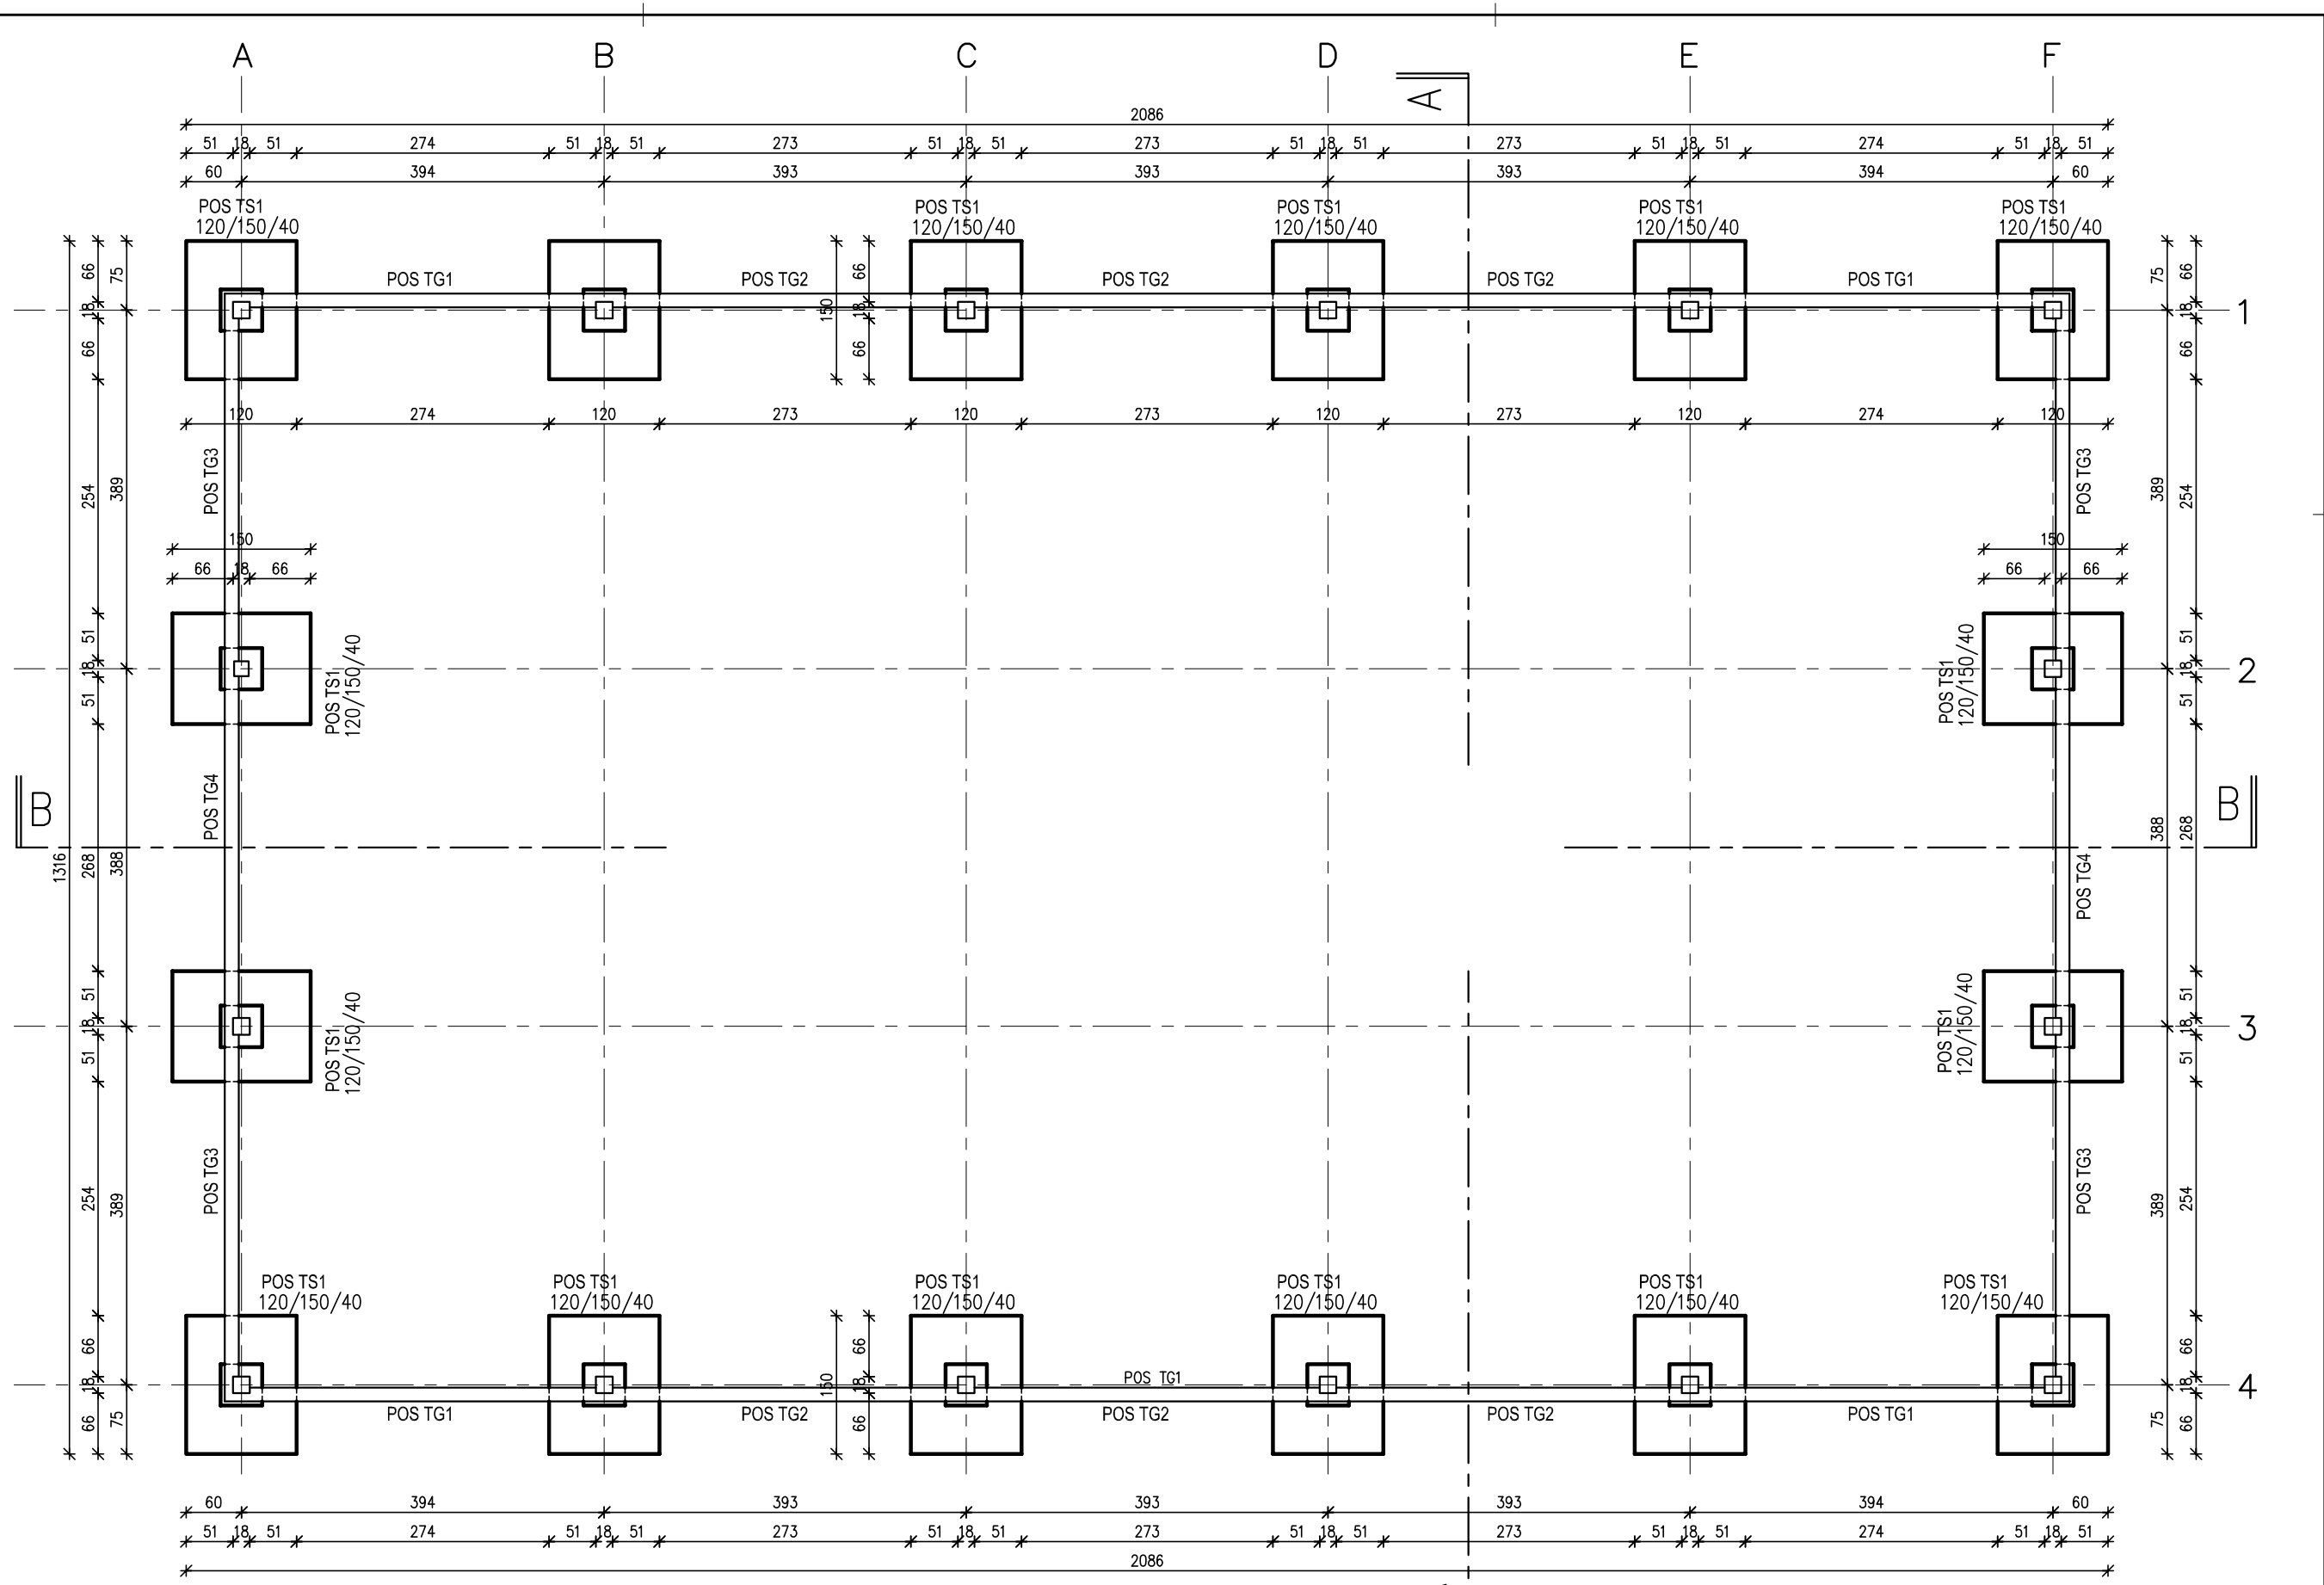 A B C D E F
A
2086
51 18 51 274 51 18 51 273 51 18 51 273 51 18 51 273 51 18 51 274 51 18 51
60 394 393 393 393 394 60
POS TS1 POS TS1 POS TS1 POS TS1 POS TS1
120/150/40 120/150/40 120/150/40 120/150/40 120/150/40
66 75 66 75 66
POS TG1 POS TG2 POS TG2 POS TG2 POS TG1
18 150 18 18 1
66 66 66
120 274 120 273 120 273 120 273 120 274 120
254 389 POS TG3 POS TG3 389 254
150 150
66 18 66 66 66
51 51
18 POS TS1 POS TS1 18 2
51 120/150/40 120/150/40 51
B POS TG4 B
1316 268 388 POS TG4 388 268
51 51
18 POS TS1 POS TS1 18 3
51 120/150/40 120/150/40 51
254 389 POS TG3 POS TG3 389 254
POS TS1 POS TS1 POS TS1 POS TS1 POS TS1 POS TS1
120/150/40 120/150/40 120/150/40 120/150/40 120/150/40 120/150/40
66 66 66
18 150 18 POS TG1 18 4
POS TG1 POS TG2 POS TG2 POS TG2 POS TG1
66 75 66 75 66
60 394 393 393 393 394 60
51 18 51 274 51 18 51 273 51 18 51 273 51 18 51 273 51 18 51 274 51 18 51
2086